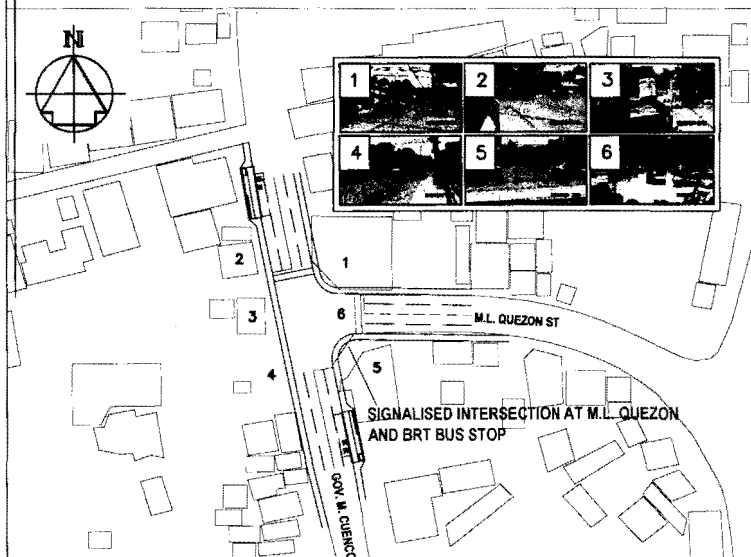 N
1 2 3
4 5 6
2
1
3
6
M.L. QUEZON ST
4
5
SIGNALISED INTERSECTION AT M.L. QUEZON
AND BRT BUS STOP
GOV. M. CUENCO